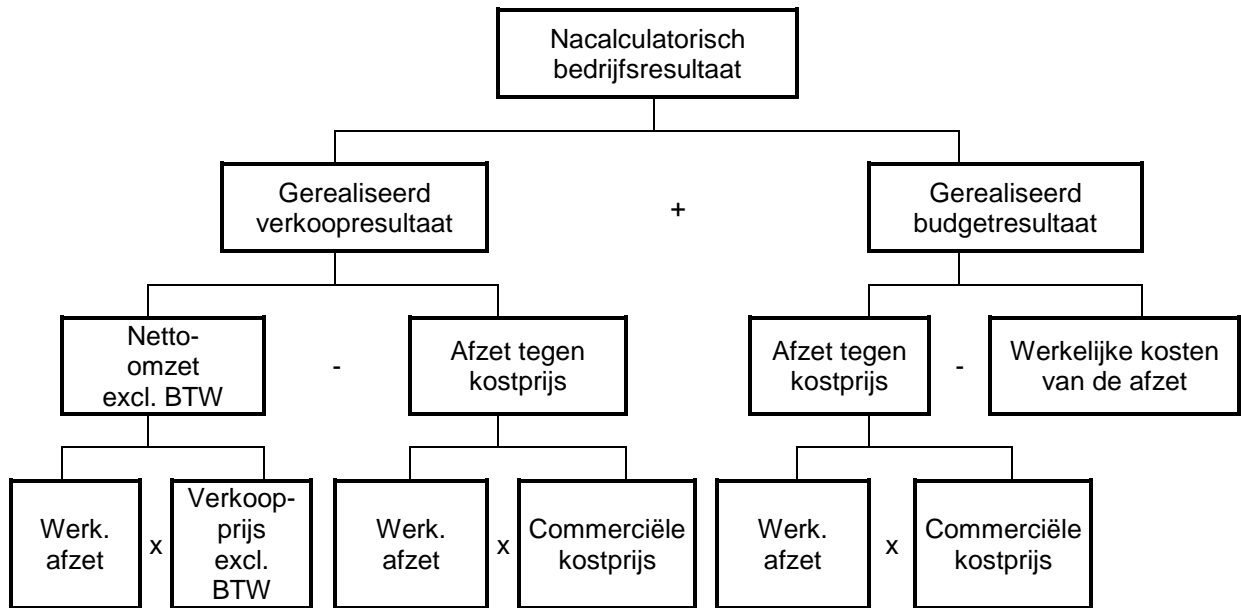 Nacalculatorisch
bedrijfsresultaat
Gerealiseerd
verkoopresultaat
+
Gerealiseerd
budgetresultaat
Netto-
omzet
excl. BTW
-
Afzet tegen
kostprijs
Afzet tegen
kostprijs
-
Werkelijke kosten
van de afzet
Werk.
afzet
x
Verkoop-
prijs
excl.
BTW
Werk.
afzet
x
Commerciële
kostprijs
Werk.
afzet
x
Commerciële
kostprijs